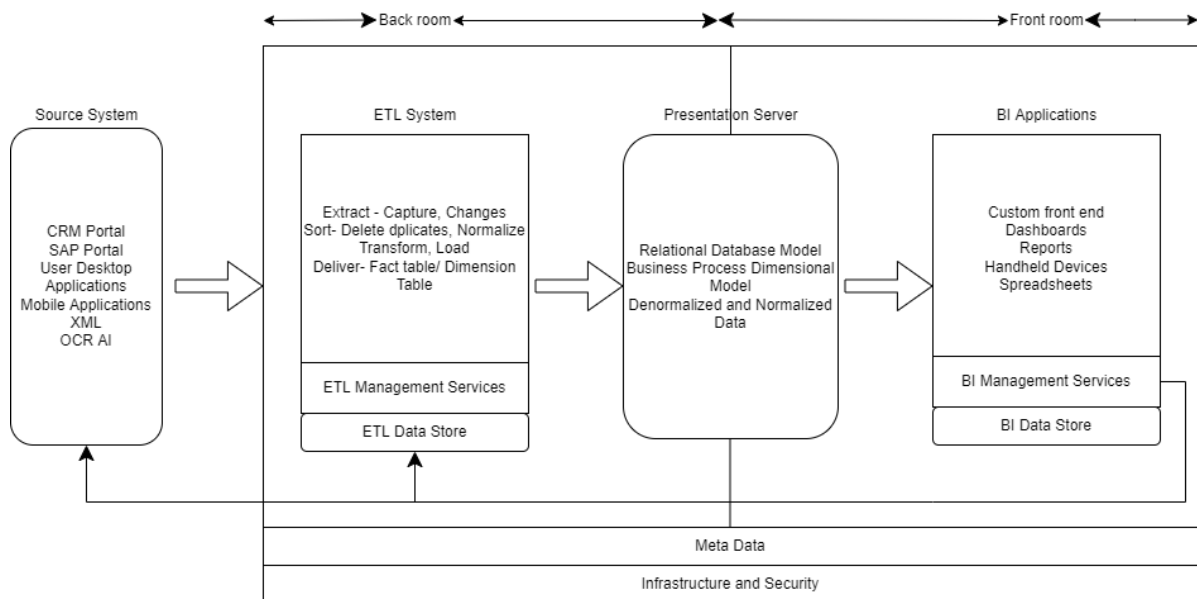 Back room
Front room
Source System
CRM Portal
SAP Portal
User Desktop
Applications
Mobile Applications
XML
OCR AI
ETL System
Extract - Capture, Changes
Sort- Delete dplicates, Normalize
Transform, Load
Deliver- Fact table/ Dimension
Table
ETL Management Services
ETL Data Store
Presentation Server
Relational Database Model
Business Process Dimensional
Model
Denormalized and Normalized
Data
BI Applications
Custom front end
Dashboards
Reports
Handheld Devices
Spreadsheets
BI Management Services
BI Data Store
Meta Data
Infrastructure and Security